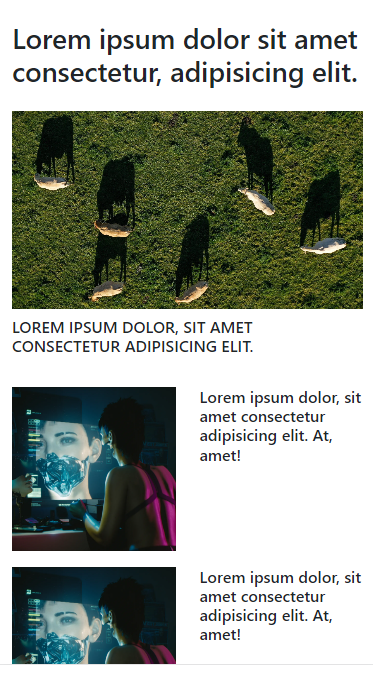 Lorem ipsum dolor sit amet
consectetur, adipisicing elit.
LOREM IPSUM DOLOR, SIT AMET
CONSECTETUR ADIPISICING ELIT.
Lorem ipsum dolor, sit
amet consectetur
adipisicing elit. At,
amet!
Lorem ipsum dolor, sit
amet consectetur
adipisicing elit. At,
amet!